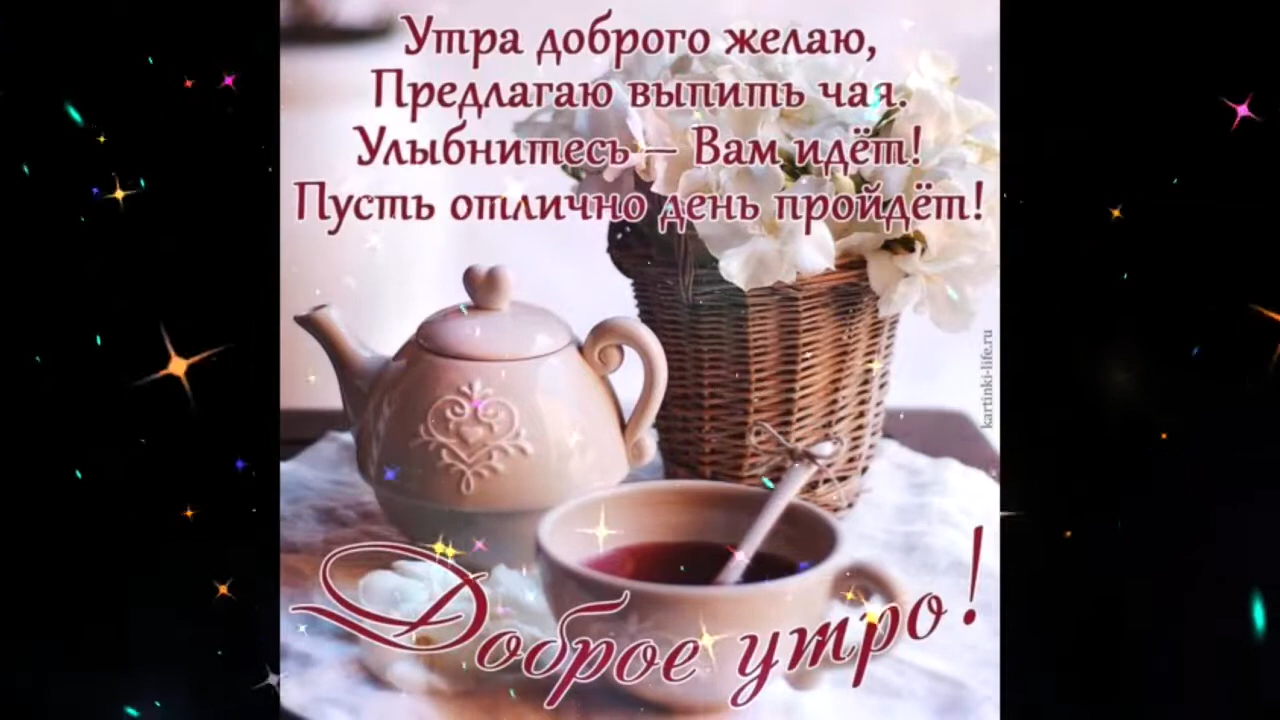 Утра доброго желаю,
Предлагаю выпить чая.
Улыбнитесь – Вам идёт!
Пусть отлично день пройдёт!
kartinki-life.ru
Доброе утро!